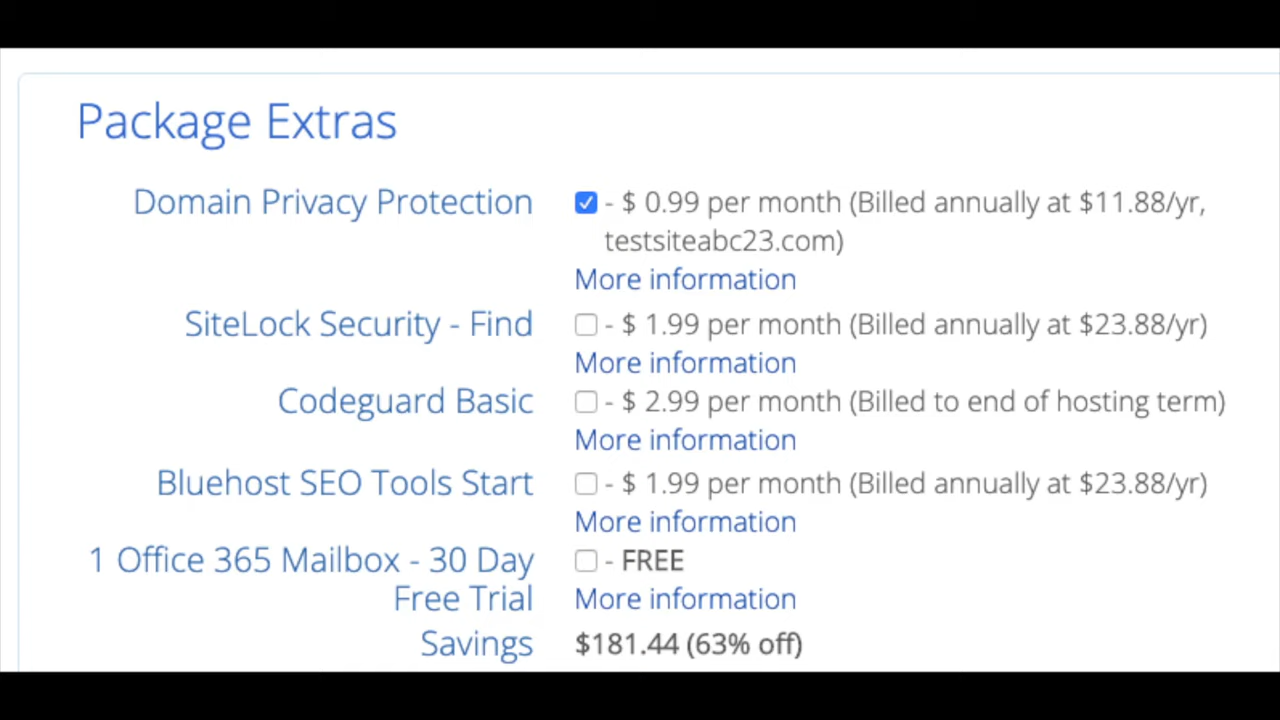 Package Extras
Domain Privacy Protection - $ 0.99 per month (Billed annually at $11.88/yr,
testsiteabc23.com)
More information
SiteLock Security - Find - $ 1.99 per month (Billed annually at $23.88/yr)
More information
Codeguard Basic - $ 2.99 per month (Billed to end of hosting term)
More information
Bluehost SEO Tools Start - $ 1.99 per month (Billed annually at $23.88/yr)
More information
1 Office 365 Mailbox - 30 Day - FREE
Free Trial More information
Savings $181.44 (63% off)